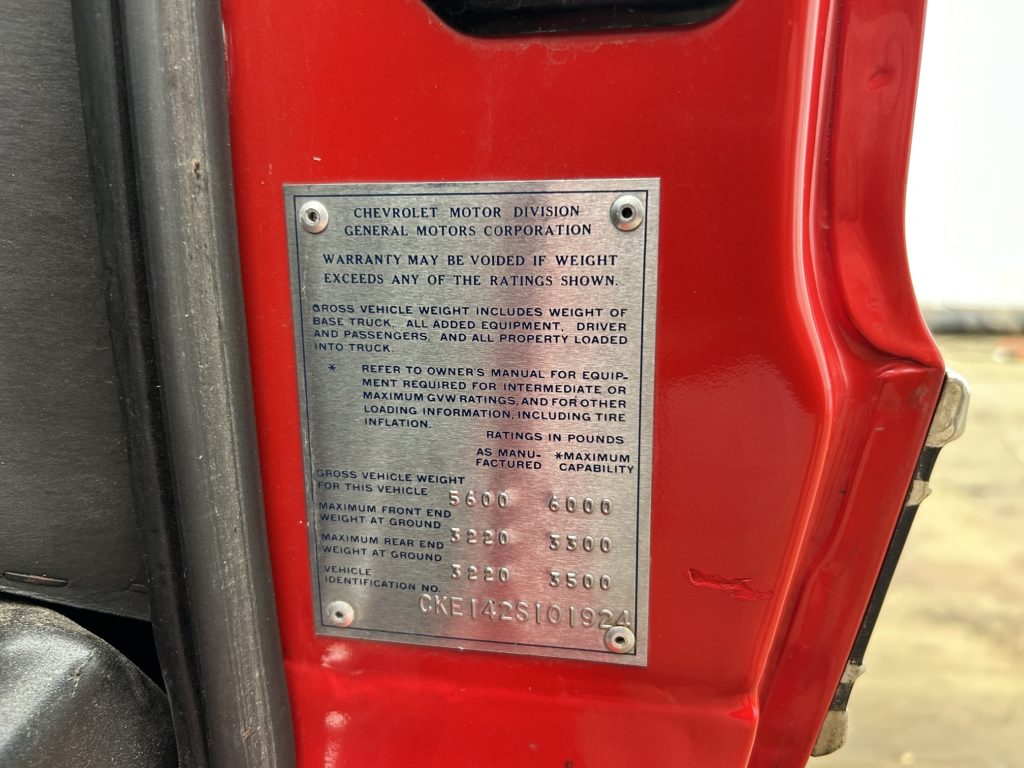 CHEVROLET MOTOR DIVISION
GENERAL MOTORS CORPORATION
WARRANTY MAY BE VOIDED IF WEIGHT
EXCEEDS ANY OF THE RATINGS SHOWN.
GROSS VEHICLE WEIGHT INCLUDES WEIGHT OF
BASE TRUCK, ALL ADDED EQUIPMENT, DRIVER
AND PASSENGERS, AND ALL PROPERTY LOADED
INTO TRUCK.
* REFER TO OWNER'S MANUAL FOR EQUIP-
MENT REQUIRED FOR INTERMEDIATE OR
MAXIMUM GVW RATINGS, AND FOR OTHER
LOADING INFORMATION, INCLUDING TIRE
INFLATION.
RATINGS IN POUNDS
AS MANU- *MAXIMUM
FACTURED CAPABILITY
GROSS VEHICLE WEIGHT
FOR THIS VEHICLE 5600 6000
MAXIMUM FRONT END
WEIGHT AT GROUND 3220 3300
MAXIMUM REAR END
WEIGHT AT GROUND 3220 3500
VEHICLE
IDENTIFICATION NO. CKE142S101924